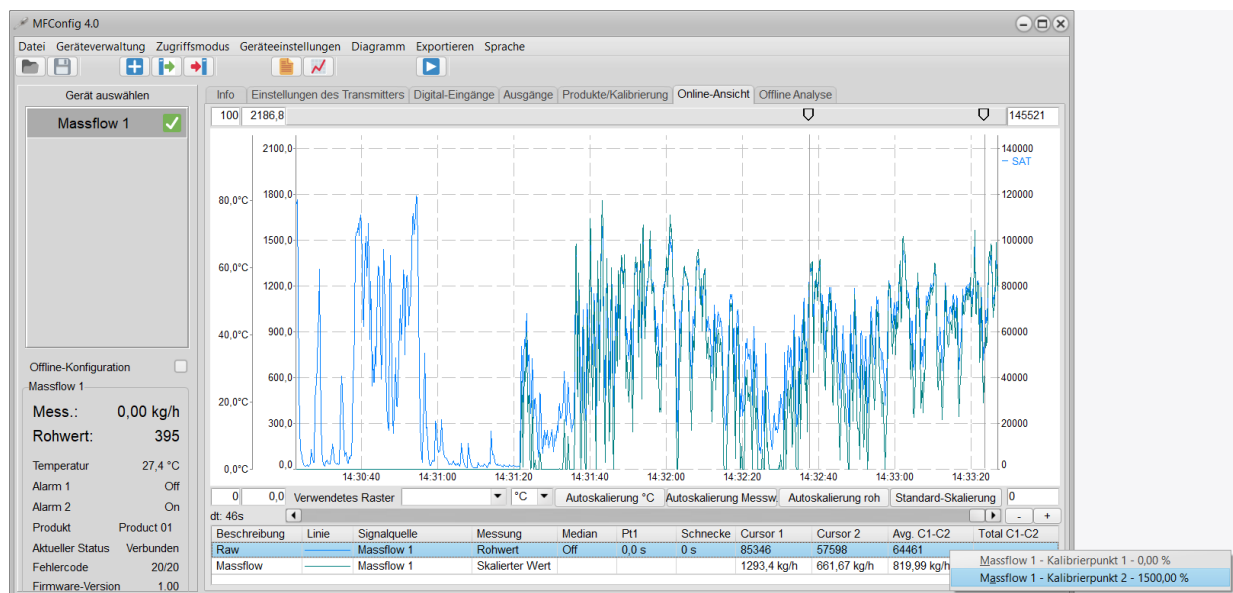 MFConfig 4.0
Datei Geräteverwaltung Zugriffsmodus Geräteeinstellungen Diagramm Exportieren Sprache
Gerät auswählen
Massflow 1
Offline-Konfiguration
Massflow 1
Mess.: 0,00 kg/h
Rohwert: 395
Temperatur 27,4 °C
Alarm 1 Off
Alarm 2 On
Produkt Product 01
Aktueller Status Verbunden
Fehlercode 20/20
Firmware-Version 1.00
Info Einstellungen des Transmitters Digital-Eingänge Ausgänge Produkte/Kalibrierung Online-Ansicht Offline Analyse
100 2186,8 145521
2100,0 140000
SAT
80,0°C 1800,0 120000
1500,0 100000
60,0°C
1200,0 80000
40,0°C 900,0 60000
600,0 40000
20,0°C
300,0 20000
0,0°C 0,0 0
14:30:40 14:31:00 14:31:20 14:31:40 14:32:00 14:32:20 14:32:40 14:33:00 14:33:20
0 0,0 Verwendetes Raster °C Autoskalierung °C Autoskalierung Messw. Autoskalierung roh Standard-Skalierung 0
dt: 46s - +
Beschreibung Linie Signalquelle Messung Median Pt1 Schnecke Cursor 1 Cursor 2 Avg. C1-C2 Total C1-C2
Raw Massflow 1 Rohwert Off 0,0 s 0 s 85346 57598 64461
Massflow Massflow 1 Skalierter Wert 1293,4 kg/h 661,67 kg/h 819,99 kg/h
Massflow 1 - Kalibrierpunkt 1 - 0,00 %
Massflow 1 - Kalibrierpunkt 2 - 1500,00 %